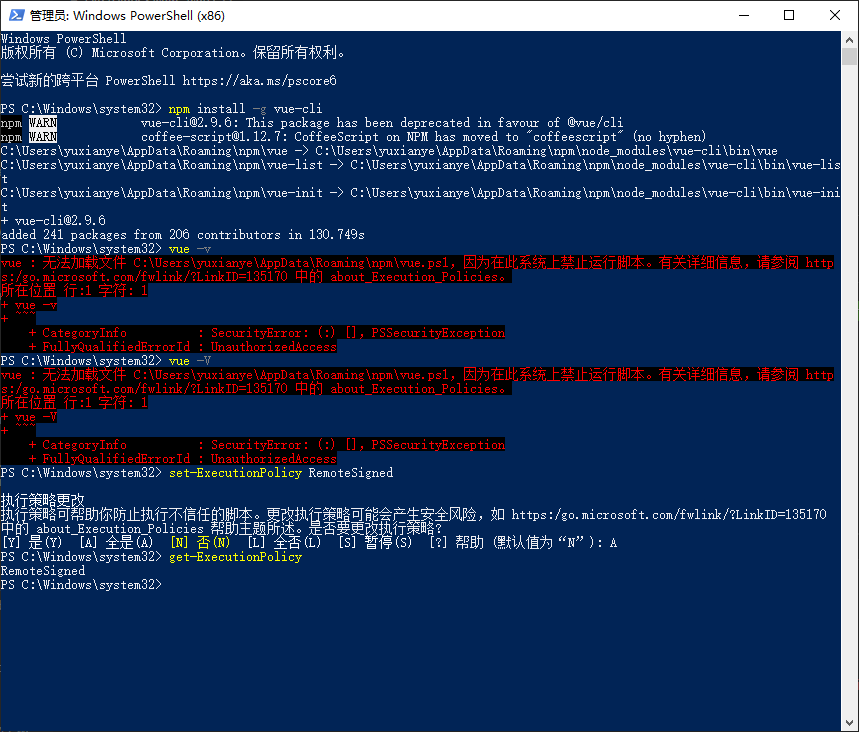 管理员: Windows PowerShell (x86)
Windows PowerShell
版权所有 (C) Microsoft Corporation。保留所有权利。
尝试新的跨平台 PowerShell https://aka.ms/pscore6
PS C:\Windows\system32> npm install -g vue-cli
npm WARN vue-cli@2.9.6: This package has been deprecated in favour of @vue/cli
npm WARN coffee-script@1.12.7: CoffeeScript on NPM has moved to "coffeescript" (no hyphen)
C:\Users\yuxianye\AppData\Roaming\npm\vue -> C:\Users\yuxianye\AppData\Roaming\npm\node_modules\vue-cli\bin\vue
C:\Users\yuxianye\AppData\Roaming\npm\vue-list -> C:\Users\yuxianye\AppData\Roaming\npm\node_modules\vue-cli\bin\vue-lis
t
C:\Users\yuxianye\AppData\Roaming\npm\vue-init -> C:\Users\yuxianye\AppData\Roaming\npm\node_modules\vue-cli\bin\vue-ini
t
+ vue-cli@2.9.6
added 241 packages from 206 contributors in 130.749s
PS C:\Windows\system32> vue -v
vue : 无法加载文件 C:\Users\yuxianye\AppData\Roaming\npm\vue.ps1，因为在此系统上禁止运行脚本。有关详细信息，请参阅 http
s:/go.microsoft.com/fwlink/?LinkID=135170 中的 about_Execution_Policies。
所在位置 行:1 字符: 1
+ vue -v
+ ~~~
+ CategoryInfo : SecurityError: (:) []，PSSecurityException
+ FullyQualifiedErrorId : UnauthorizedAccess
PS C:\Windows\system32> vue -V
vue : 无法加载文件 C:\Users\yuxianye\AppData\Roaming\npm\vue.ps1，因为在此系统上禁止运行脚本。有关详细信息，请参阅 http
s:/go.microsoft.com/fwlink/?LinkID=135170 中的 about_Execution_Policies。
所在位置 行:1 字符: 1
+ vue -V
+ ~~~
+ CategoryInfo : SecurityError: (:) []，PSSecurityException
+ FullyQualifiedErrorId : UnauthorizedAccess
PS C:\Windows\system32> set-ExecutionPolicy RemoteSigned
执行策略更改
执行策略可帮助你防止执行不信任的脚本。更改执行策略可能会产生安全风险，如 https:/go.microsoft.com/fwlink/?LinkID=135170
中的 about_Execution_Policies 帮助主题所述。是否要更改执行策略?
[Y] 是(Y) [A] 全是(A) [N] 否(N) [L] 全否(L) [S] 暂停(S) [?] 帮助 (默认值为“N”): A
PS C:\Windows\system32> get-ExecutionPolicy
RemoteSigned
PS C:\Windows\system32>